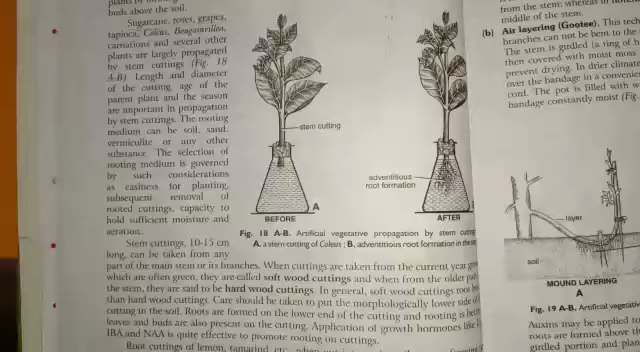 plants by
buds above the soil.
Sugarcane, roses, grapes,
tapioca, Coleus, Bougainvillea,
carnations and several other
plants are largely propagated
by stem cuttings (Fig. 18
A-B). Length and diameter
of the cutting, age of the
parent plant and the season
are important in propagation
by stem cuttings. The rooting
medium can be soil, sand,
vermiculite or any other
substance. The selection of
rooting medium is governed
by such considerations
as easiness for planting,
subsequent removal of
rooted cuttings, capacity to
hold sufficient moisture and
aeration.
Stem cuttings, 10-15 cm
long, can be taken from any
part of the main stem or its branches. When cuttings are taken from the current year
which are often green, they are called soft wood cuttings and when from the older
the stem, they are said to be hard wood cuttings. In general, soft wood cuttings root
than hard wood cuttings. Care should be taken to put the morphologically lower side
cutting in the soil. Roots are formed on the lower end of the cutting and rooting is
leaves and buds are also present on the cutting. Application of growth hormones like
IBA and NAA is quite effective to promote rooting on cuttings.
Root cuttings of lemon, tamarind, etc., when
stem cutting
A
BEFORE
adventitious
root formation
AFTER
Fig. 18 A-B. Artificial vegetative propagation by stem
A. a stem cutting of Coleus; B. adventitious root formation in the
from the stem; whereas in
middle of the stem.
(b) Air layering (Gootee). This
branches can not be bent to the
The stem is girdled (a ring of
then covered with moist moss
prevent drying. In drier climate
over the bandage in a
cord. The pot is filled with
bandage constantly moist (Fig.
layer
soil
MOUND LAYERING
A
Fig. 19 A-B. Artificial
Auxins may be applied to
roots are formed above
girdled portion and